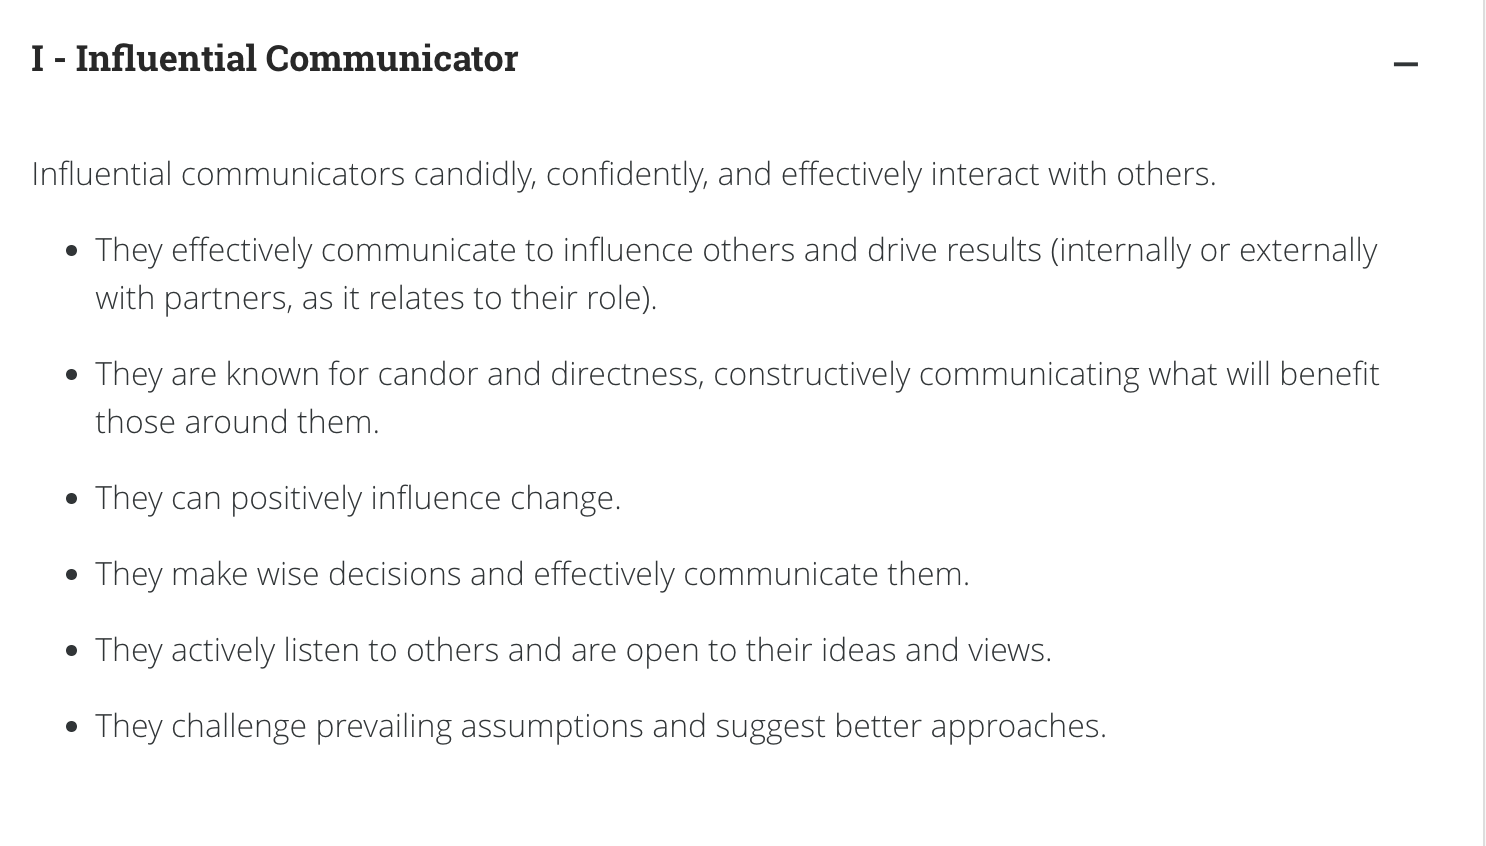 I - Influential Communicator
Influential communicators candidly, confidently, and effectively interact with others.
• They effectively communicate to influence others and drive results (internally or externally
with partners, as it relates to their role).
• They are known for candor and directness, constructively communicating what will benefit
those around them.
• They can positively influence change.
• They make wise decisions and effectively communicate them.
• They actively listen to others and are open to their ideas and views.
• They challenge prevailing assumptions and suggest better approaches.